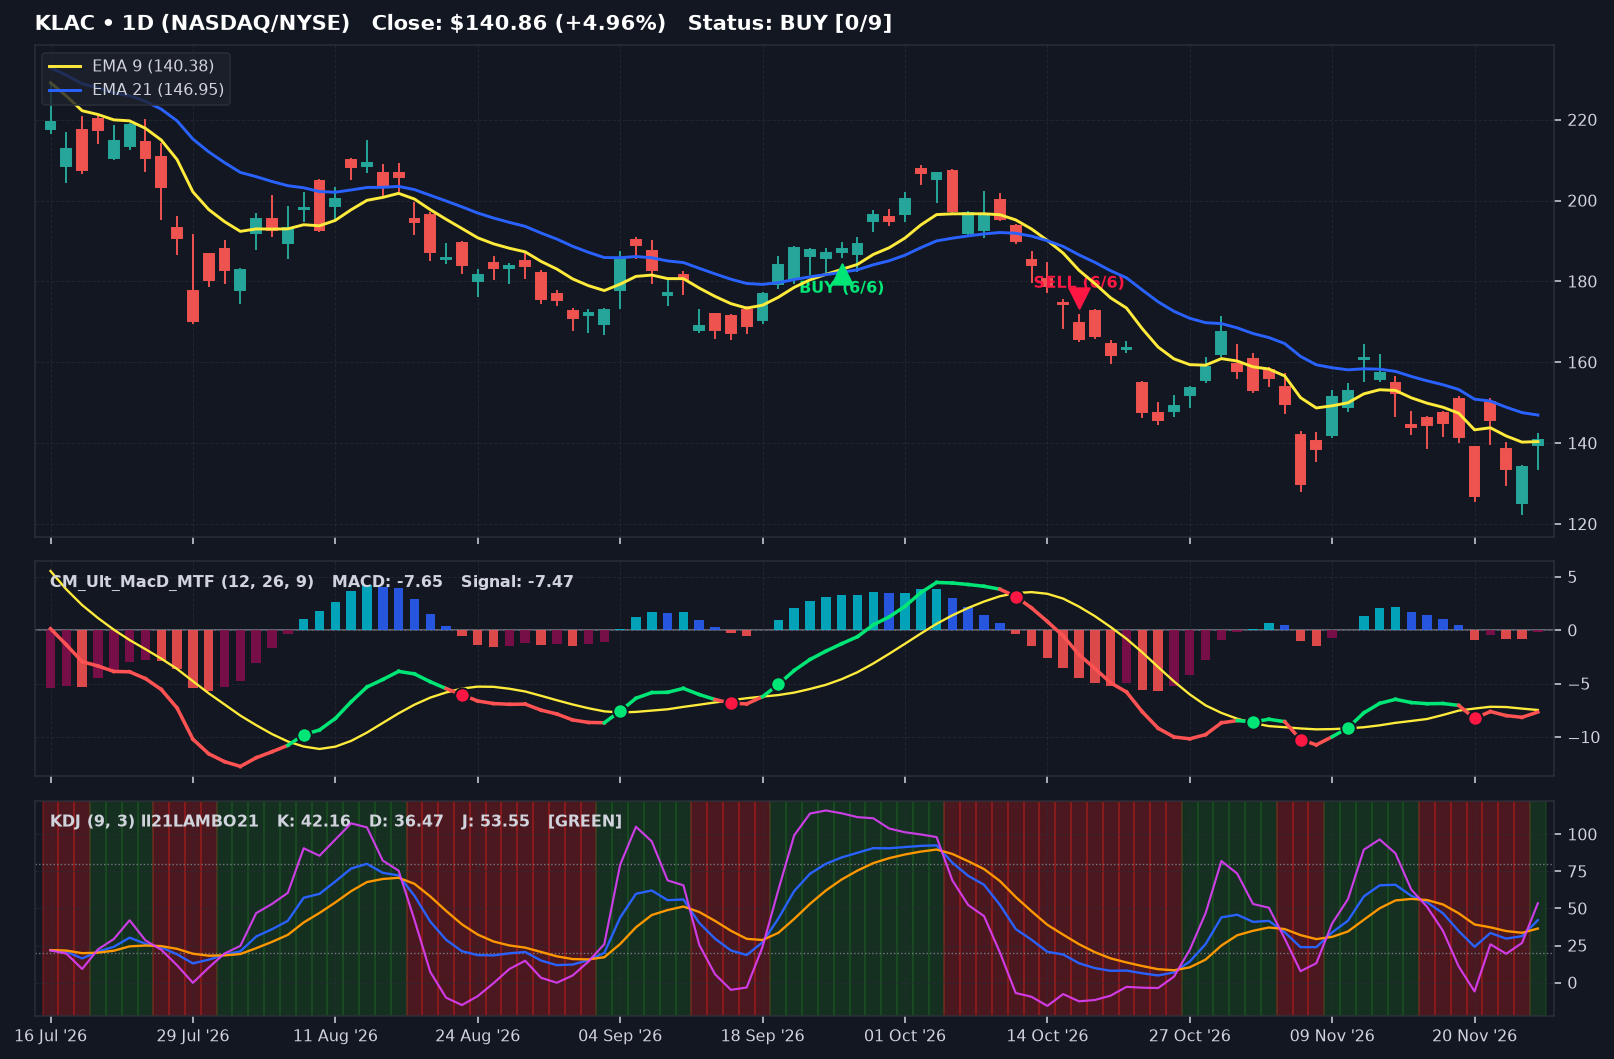 KLAC • 1D (NASDAQ/NYSE)   Close: $140.86 (+4.96%)   Status: BUY [0/9]
EMA 9 (140.38)
EMA 21 (146.95)
220
200
180
160
140
120
BUY (6/6)
SELL (6/6)
CM_Ult_MacD_MTF (12, 26, 9)   MACD: -7.65   Signal: -7.47
5
0
−5
−10
KDJ (9, 3) II21LAMBO21   K: 42.16   D: 36.47   J: 53.55   [GREEN]
100
75
50
25
0
16 Jul '26
29 Jul '26
11 Aug '26
24 Aug '26
04 Sep '26
18 Sep '26
01 Oct '26
14 Oct '26
27 Oct '26
09 Nov '26
20 Nov '26